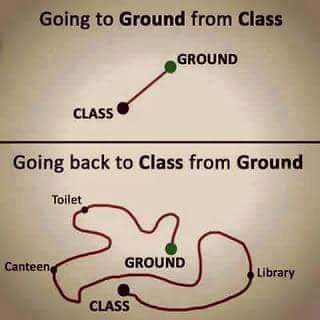 Going to Ground from Class
GROUND
CLASS
Going back to Class from Ground
Toilet
Canteen
GROUND
Library
CLASS